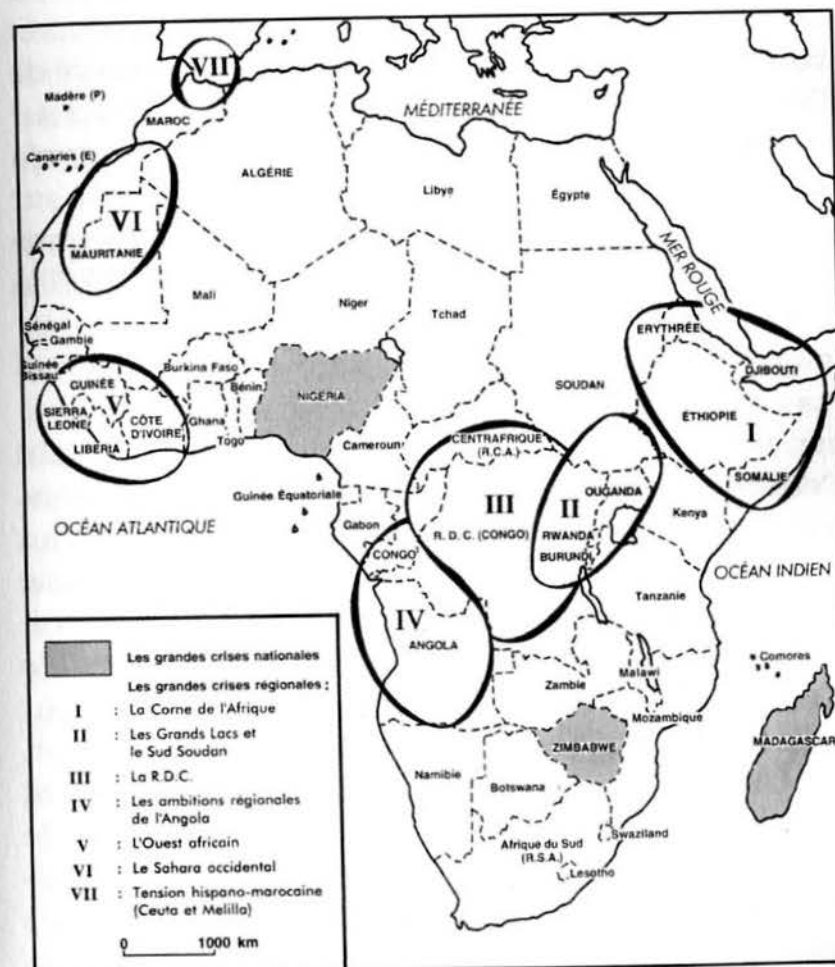 VII
Madère (P)
MAROC
MÉDITERRANÉE
Canaries (E)
ALGÉRIE
Libye
Égypte
VI
MAURITANIE
MER ROUGE
Mali
Niger
Tchad
Sénégal
Gambie
Guinée
Bissau
ERYTHRÉE
DJIBOUTI
SOUDAN
Burkina Faso
GUINÉE
Bénin
NIGÉRIA
SIERRA
LEONE
V
CÔTE
D'IVOIRE
Ghana
LIBÉRIA
Togo
ÉTHIOPIE
I
Cameroun
CENTRAFRIQUE
(R.C.A.)
SOMALIE
Guinée Équatoriale
III
II
OUGANDA
OCÉAN ATLANTIQUE
Gabon
R. D. C. (CONGO)
RWANDA
BURUNDI
Kenya
CONGO
OCÉAN INDIEN
Tanzanie
IV
ANGOLA
Comores
Malawi
Zambie
Mozambique
ZIMBABWE
MADAGASCAR
Namibie
Botswana
Swaziland
Afrique du Sud
(R.S.A.)
Lesotho
Les grandes crises nationales
Les grandes crises régionales :
I : La Corne de l'Afrique
II : Les Grands Lacs et
le Sud Soudan
III : La R.D.C.
IV : Les ambitions régionales
de l'Angola
V : L'Ouest africain
VI : Le Sahara occidental
VII : Tension hispano-marocaine
(Ceuta et Melilla)
0 1000 km